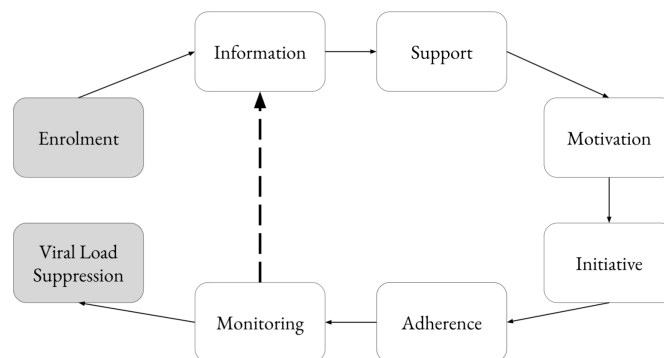 Information
Support
Enrolment
Motivation
Viral Load
Suppression
Initiative
Monitoring
Adherence